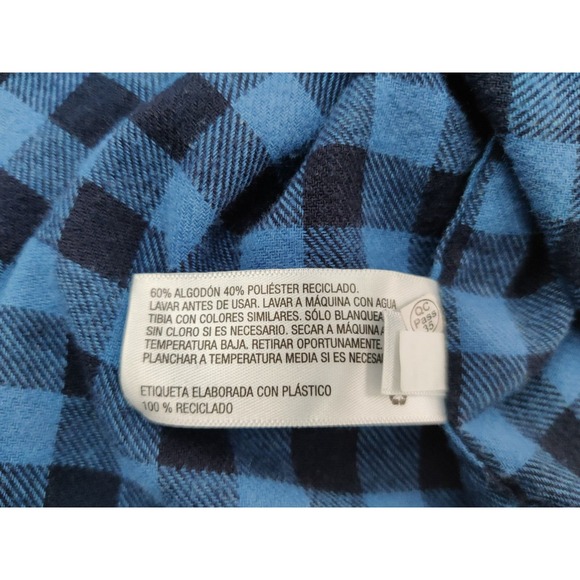 60% ALGODÓN 40% POLIÉSTER RECICLADO.
LAVAR ANTES DE USAR. LAVAR A MÁQUINA CON AGUA
TIBIA CON COLORES SIMILARES. SÓLO BLANQUEA
SIN CLORO SI ES NECESARIO. SECAR A MÁQUINA A
TEMPERATURA BAJA. RETIRAR OPORTUNAMENTE.
PLANCHAR A TEMPERATURA MEDIA SI ES NECESA
ETIQUETA ELABORADA CON PLÁSTICO
100 % RECICLADO
QC
Pass